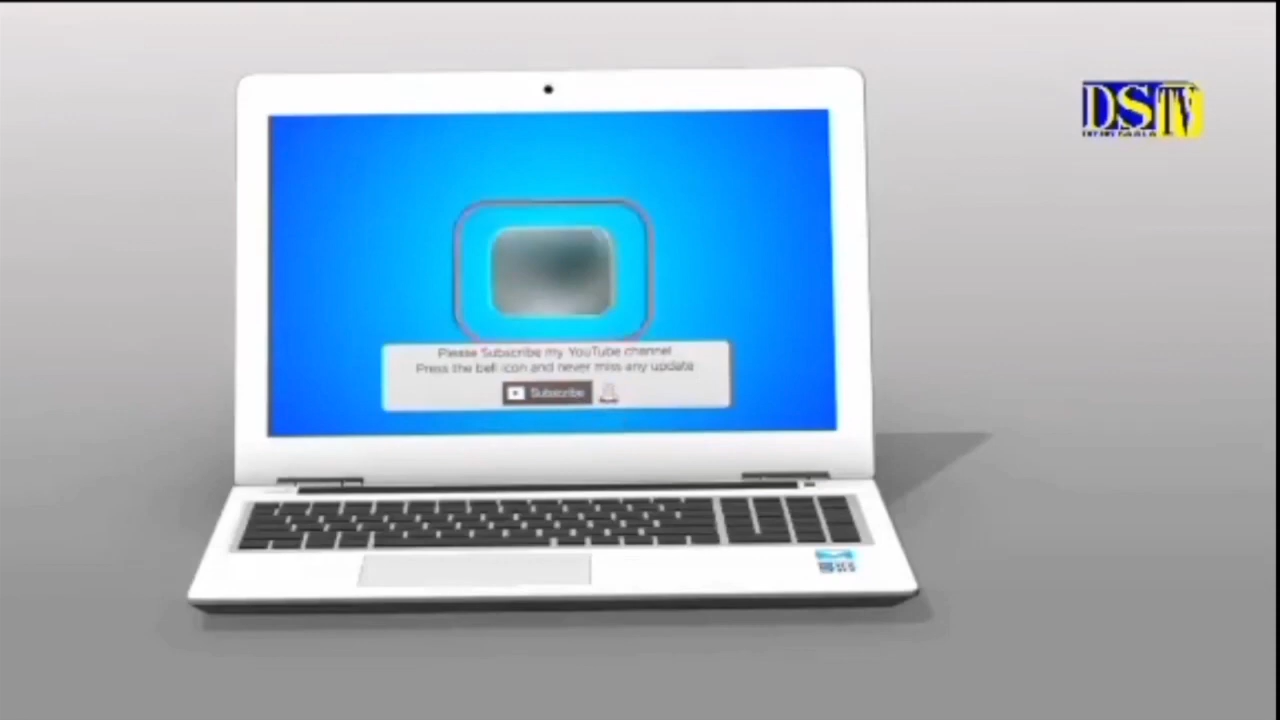 DSTV
Please Subscribe my YouTube channel
Press the bell icon and never miss any update
Subscribe